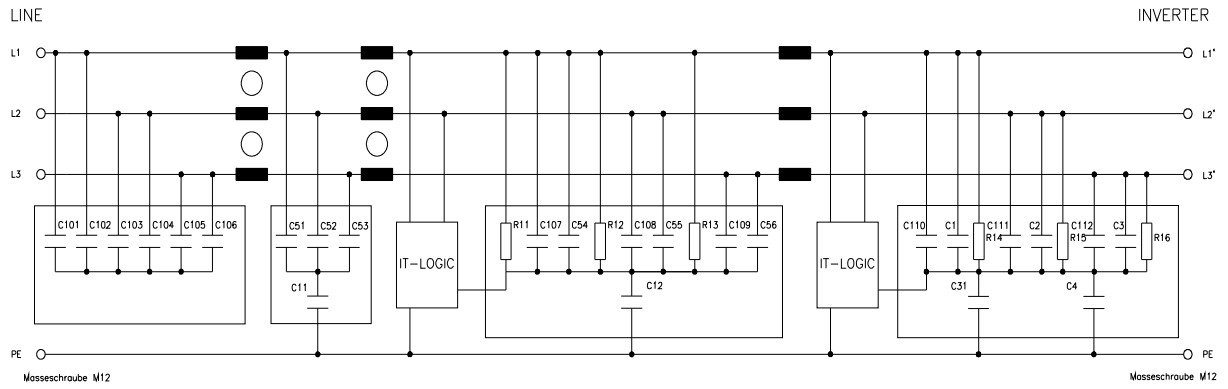 LINE INVERTER
L1 L1'
L2 L2'
L3 L3'
C101 C102 C103 C104 C105 C106 C51 C52 C53 R11 C107 C54 R12 C108 C55 R13 C109 C56 C110 C1 R14 C111 C2 R15 C112 C3 R16
IT-LOGIC IT-LOGIC
C11 C12 C31 C4
PE PE
Masseschraube M12 Masseschraube M12